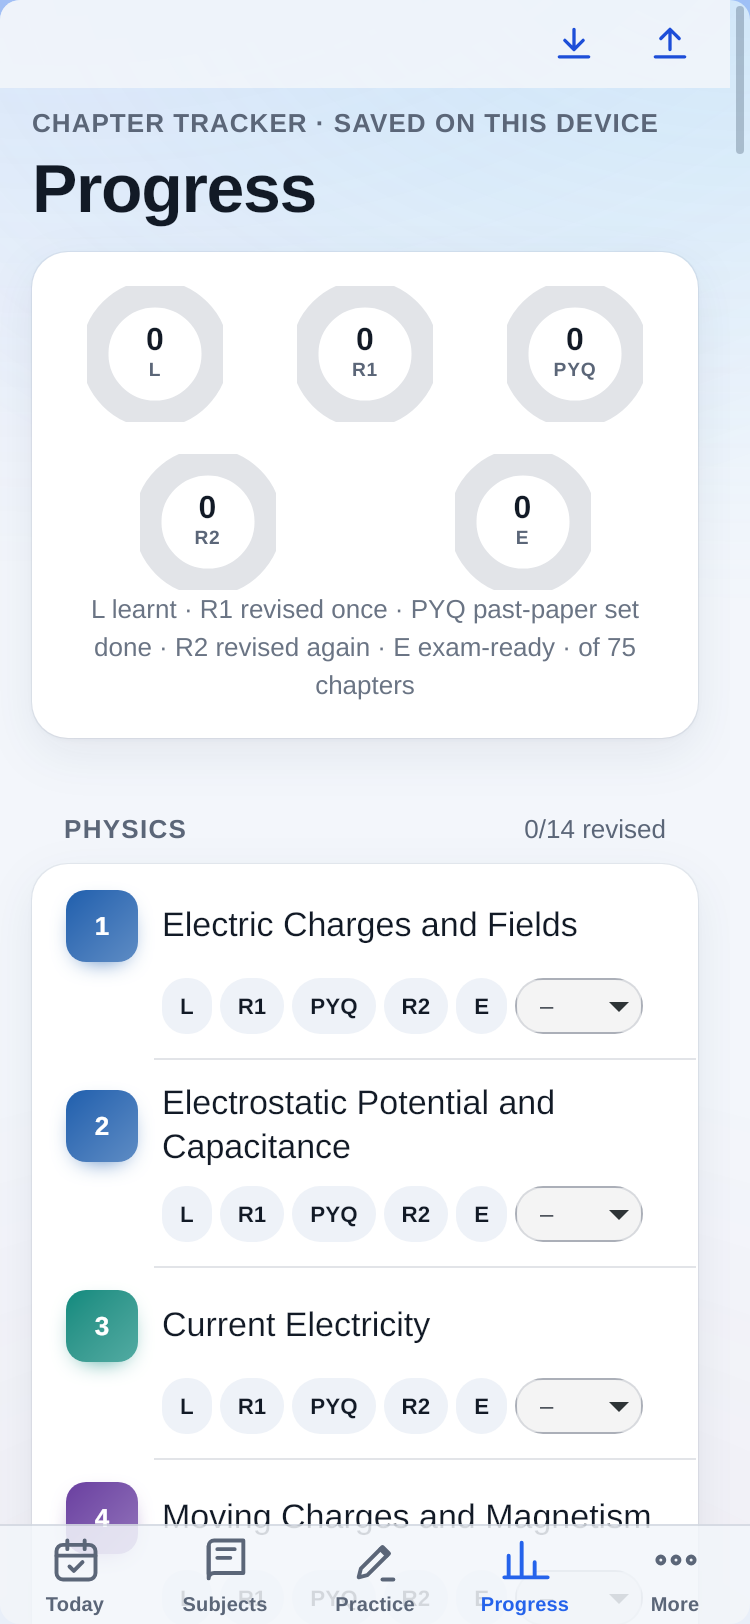 CHAPTER TRACKER · SAVED ON THIS DEVICE
Progress
0
L
0
R1
0
PYQ
0
R2
0
E
L learnt · R1 revised once · PYQ past-paper set
done · R2 revised again · E exam-ready · of 75
chapters
PHYSICS 0/14 revised
1 Electric Charges and Fields
L R1 PYQ R2 E –
2 Electrostatic Potential and
Capacitance
L R1 PYQ R2 E –
3 Current Electricity
L R1 PYQ R2 E –
4 Moving Charges and Magnetism
L R1 PYQ R2 E
Today Subjects Practice Progress More